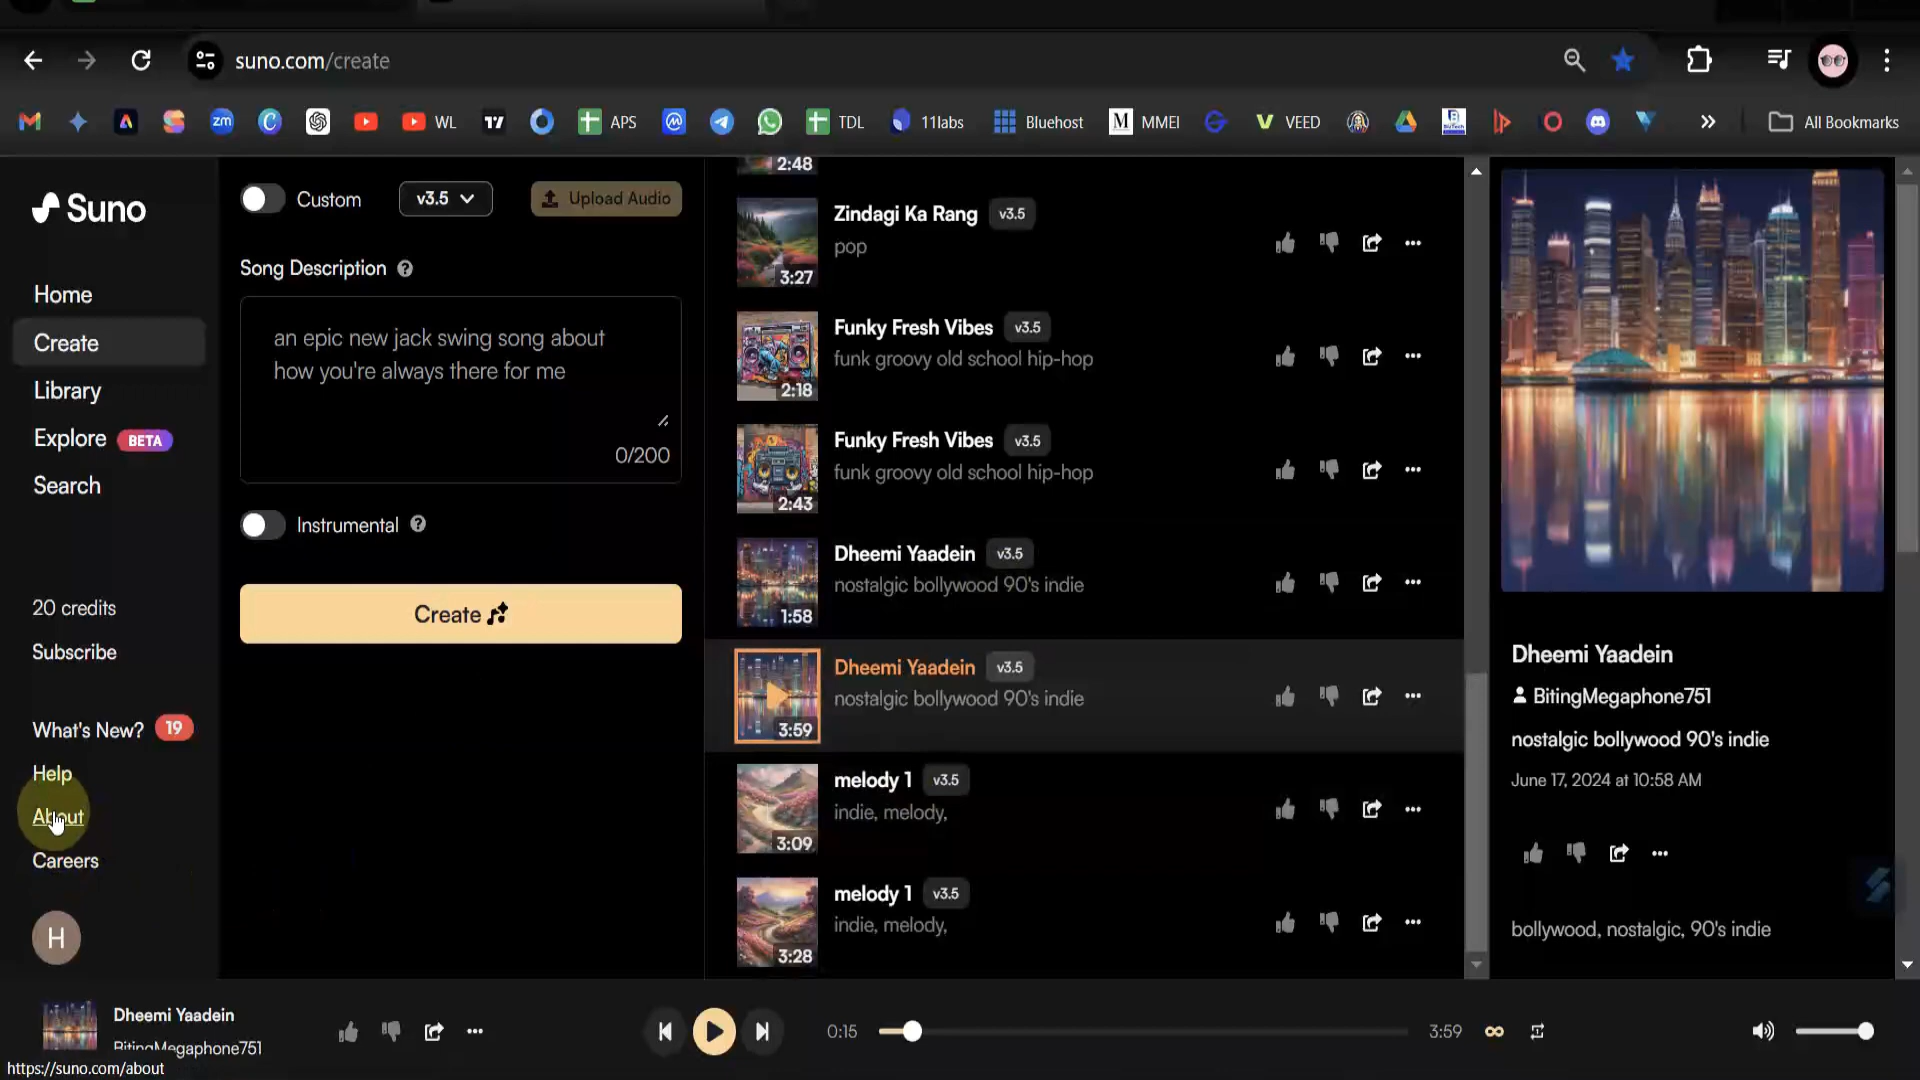 suno.com/create
WL
APS
TDL
11labs
Bluehost
MMEI
VEED
All Bookmarks
Suno
Home
Create
Library
Explore BETA
Search
20 credits
Subscribe
What's New? 19
Help
About
Careers
H
Custom
v3.5
Upload Audio
Song Description
an epic new jack swing song about
how you're always there for me
0/200
Instrumental
Create
2:48
Zindagi Ka Rang v3.5
pop
3:27
Funky Fresh Vibes v3.5
funk groovy old school hip-hop
2:18
Funky Fresh Vibes v3.5
funk groovy old school hip-hop
2:43
Dheemi Yaadein v3.5
nostalgic bollywood 90's indie
1:58
Dheemi Yaadein v3.5
nostalgic bollywood 90's indie
3:59
melody 1 v3.5
indie, melody,
3:09
melody 1 v3.5
indie, melody,
3:28
Dheemi Yaadein
BitingMegaphone751
nostalgic bollywood 90's indie
June 17, 2024 at 10:58 AM
bollywood, nostalgic, 90's indie
Dheemi Yaadein
BitingMegaphone751
0:15
3:59
https://suno.com/about